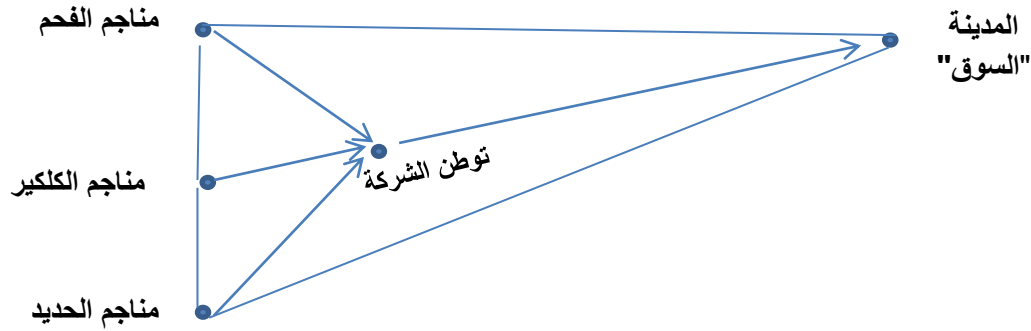 مناجم الفحم
المدينة
"السوق"
توطن الشركة
مناجم الكلكير
مناجم الحديد